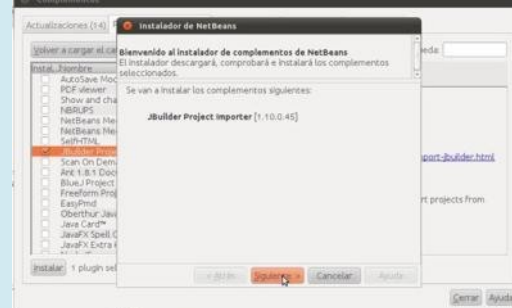 Complementos
Actualizaciones (14)
Instalador de NetBeans
Volver a cargar el
Bienvenido al instalador de complementos de NetBeans
El instalador descargará, comprobará e instalará los complementos
seleccionados.
Instal... Nombre
Se van a instalar los complementos siguientes:
JBuilder Project Importer [1.10.0.45]
AutoSave Mod
PDF viewer
Show and cha
NBRUPS
NetBeans Me
NetBeans Me
SelfHTML
JBuilder Proje
port-jbuilder.html
Scan On Dem
Ant 1.8.1 Doc
BlueJ Project
Freeform Proj
rt projects from
EasyPmd
Oberthur Jav
Java Card™
JavaFX Spell C
JavaFX Extra
Instalar
1 plugin sel
< Atrás
Siguiente >
Cancelar
Ayuda
Cerrar
Ayuda